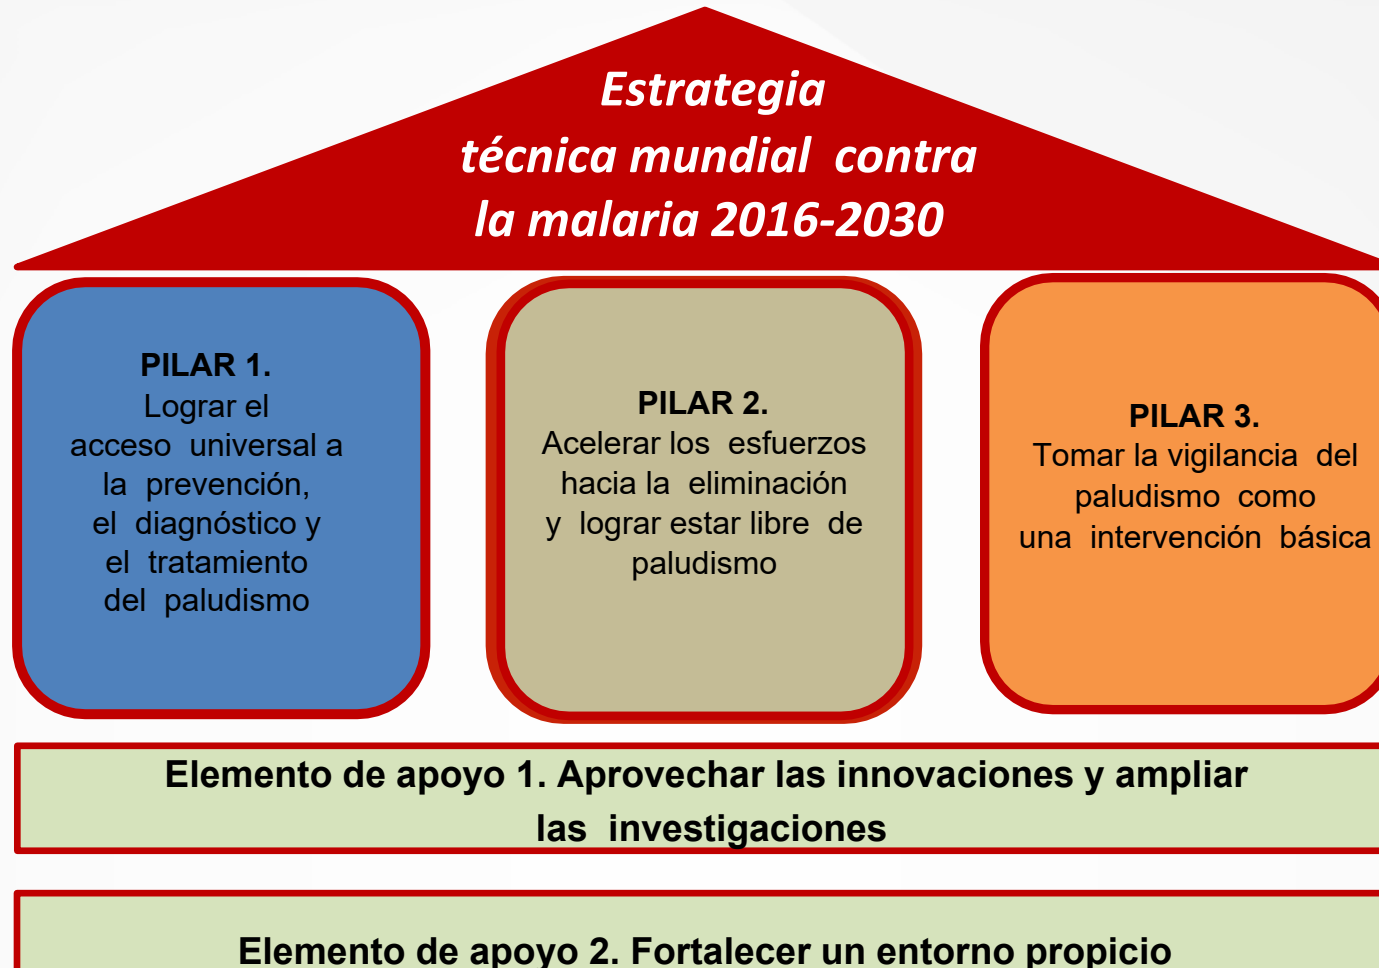 Estrategia
técnica mundial contra
la malaria 2016-2030
PILAR 1.
Lograr el
acceso universal a
la prevención,
el diagnóstico y
el tratamiento
del paludismo
PILAR 2.
Acelerar los esfuerzos
hacia la eliminación
y lograr estar libre de
paludismo
PILAR 3.
Tomar la vigilancia del
paludismo como
una intervención básica
Elemento de apoyo 1. Aprovechar las innovaciones y ampliar
las investigaciones
Elemento de apoyo 2. Fortalecer un entorno propicio